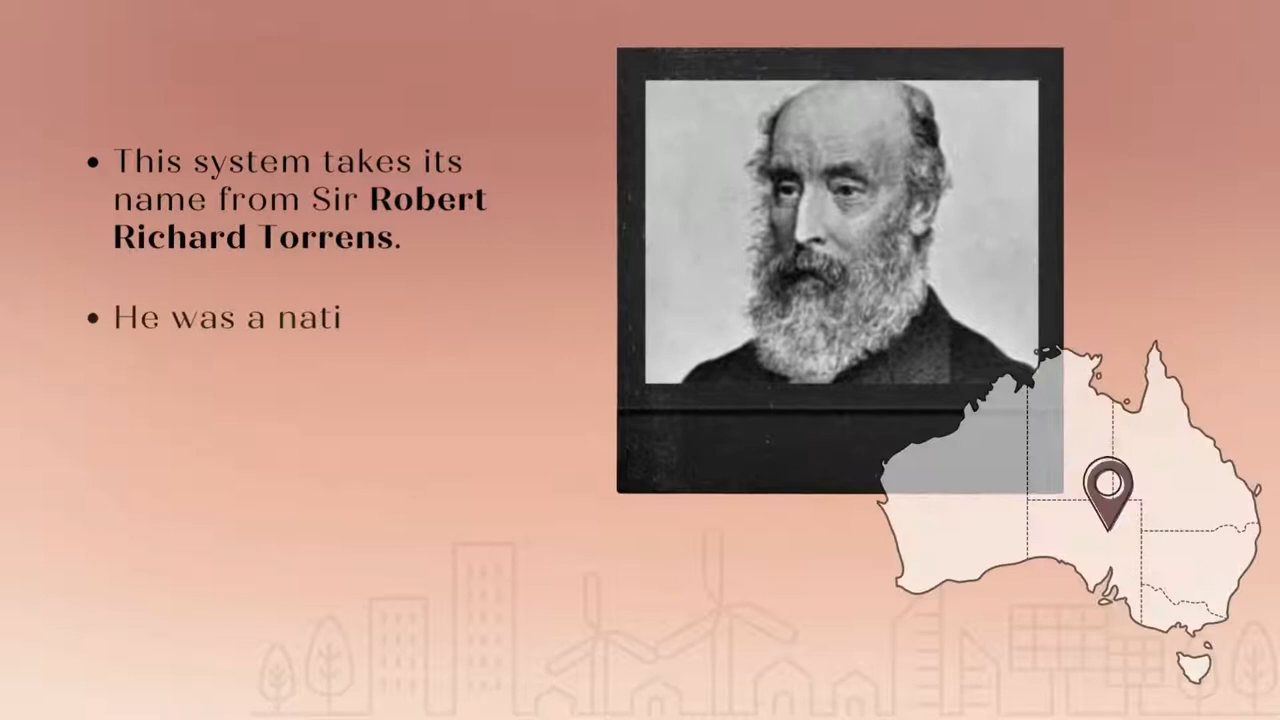 This system takes its
name from Sir Robert
Richard Torrens.
He was a nati